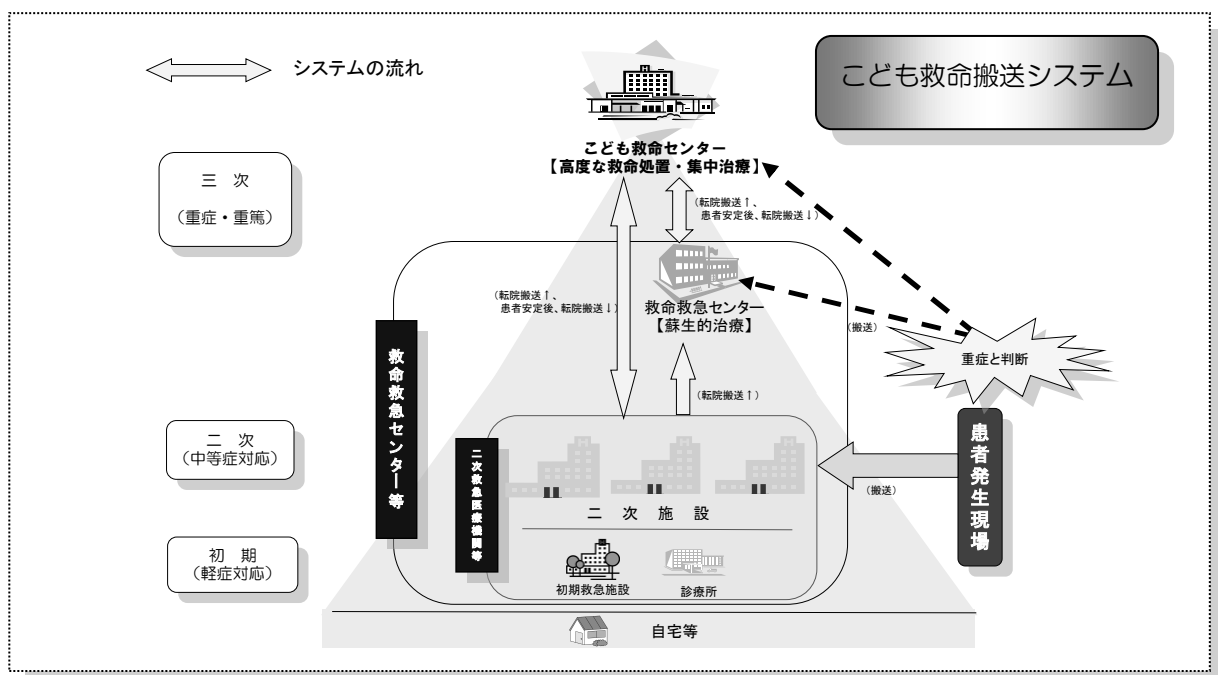 システムの流れ
こども救命搬送システム
こども救命センター
【高度な救命処置・集中治療】
三 次
（重症・重篤）
（転院搬送↑、
患者安定後、転院搬送↓）
（転院搬送↑、
患者安定後、転院搬送↓）
救命救急センター
【蘇生的治療】
（搬送）
重症と判断
救命救急センター等
（転院搬送↑）
患者発生現場
二 次
（中等症対応）
二次救急医療機関等
（搬送）
二 次 施 設
初 期
（軽症対応）
初期救急施設
診療所
自宅等